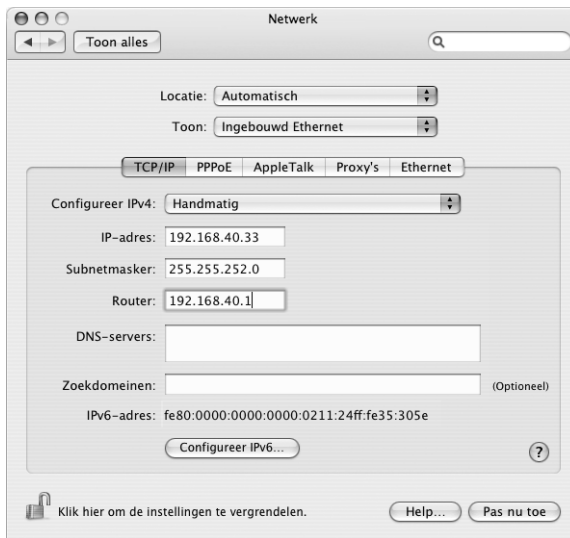 Netwerk
Toon alles
Locatie: Automatisch
Toon: Ingebouwd Ethernet
TCP/IP PPPoE AppleTalk Proxy's Ethernet
Configureer IPv4: Handmatig
IP-adres: 192.168.40.33
Subnetmasker: 255.255.252.0
Router: 192.168.40.1
DNS-servers:
Zoekdomeinen: (Optioneel)
IPv6-adres: fe80:0000:0000:0000:0211:24ff:fe35:305e
Configureer IPv6...
?
Klik hier om de instellingen te vergrendelen. Help... Pas nu toe